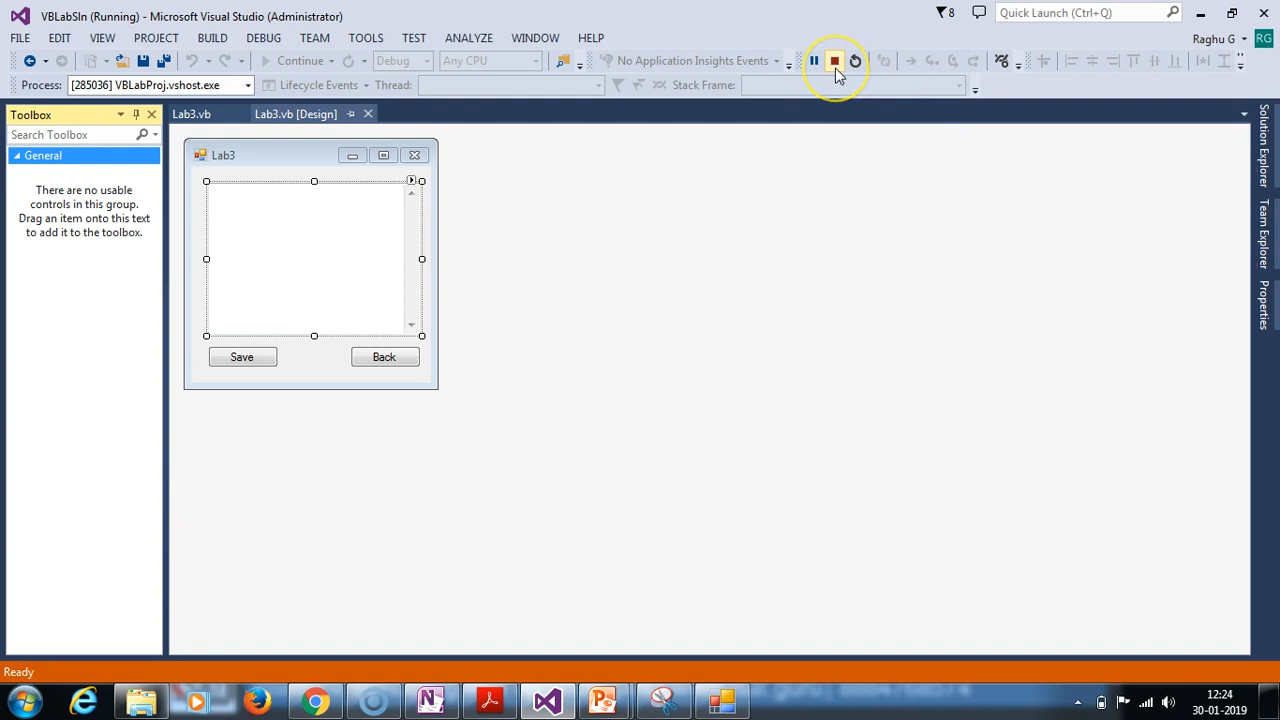 VBLabSln (Running) - Microsoft Visual Studio (Administrator)
8
Quick Launch (Ctrl+Q)
FILE EDIT VIEW PROJECT BUILD DEBUG TEAM TOOLS TEST ANALYZE WINDOW HELP
Raghu G
RG
Continue
Debug
Any CPU
No Application Insights Events
Process: [285036] VBLabProj.vshost.exe
Lifecycle Events
Thread:
Stack Frame:
Toolbox
Search Toolbox
General
There are no usable
controls in this group.
Drag an item onto this text
to add it to the toolbox.
Lab3.vb
Lab3.vb [Design]
Lab3
Save
Back
Solution Explorer
Team Explorer
Properties
Ready
12:24
30-01-2019